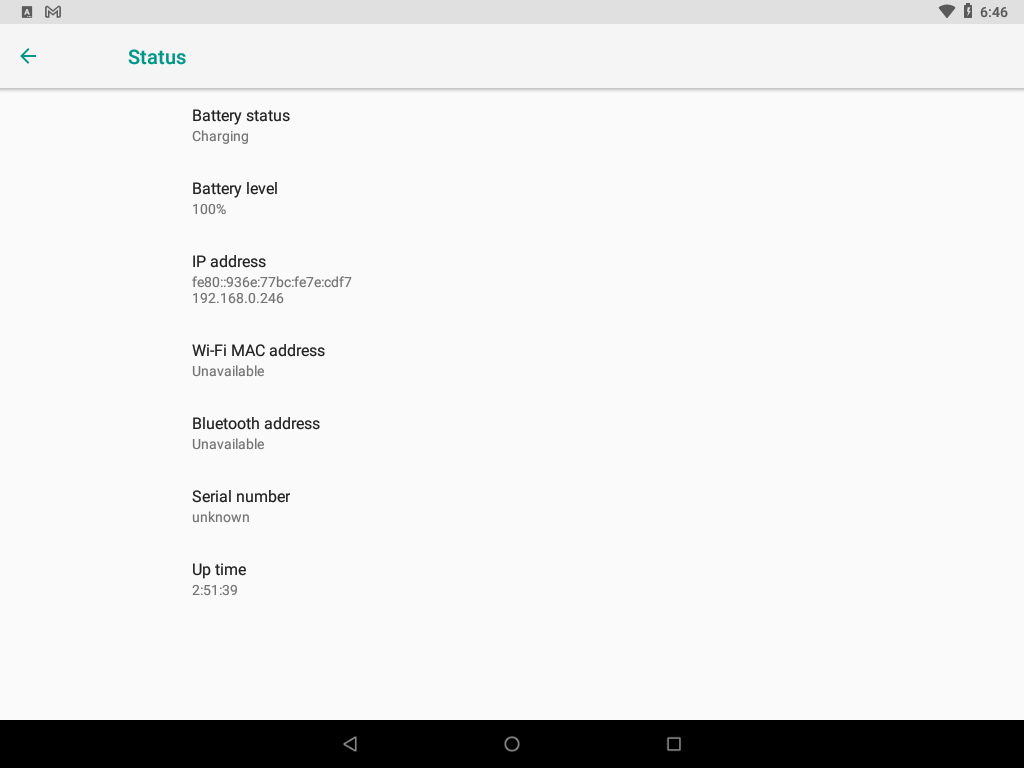 6:46
Status
Battery status
Charging
Battery level
100%
IP address
fe80::936e:77bc:fe7e:cdf7
192.168.0.246
Wi-Fi MAC address
Unavailable
Bluetooth address
Unavailable
Serial number
unknown
Up time
2:51:39